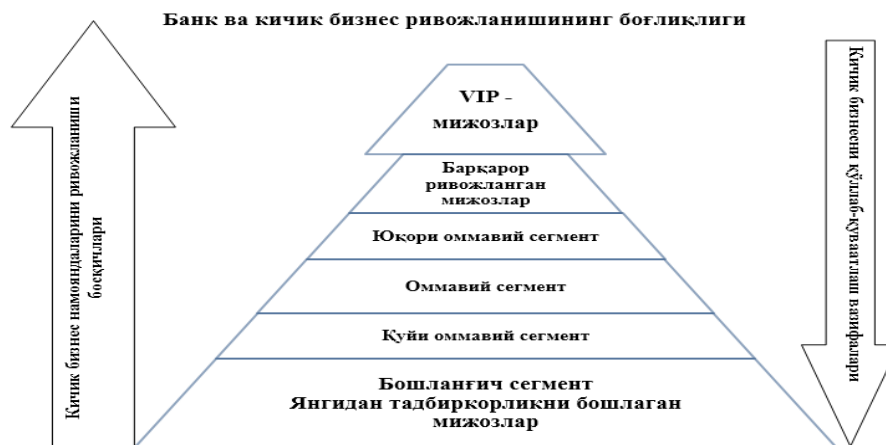 Банк ва кичик бизнес ривожланишининг боғлиқлиги
Кичик бизнес намояндаларини ривожланиши
босқичлари
VIP -
мижозлар
Барқарор
ривожланган
мижозлар
Юқори оммавий сегмент
Оммавий сегмент
Қуйи оммавий сегмент
Бошланғич сегмент
Янгидан тадбиркорликни бошлаган
мижозлар
Кичик бизнесни қўллаб-қуваатлаш вазифалари